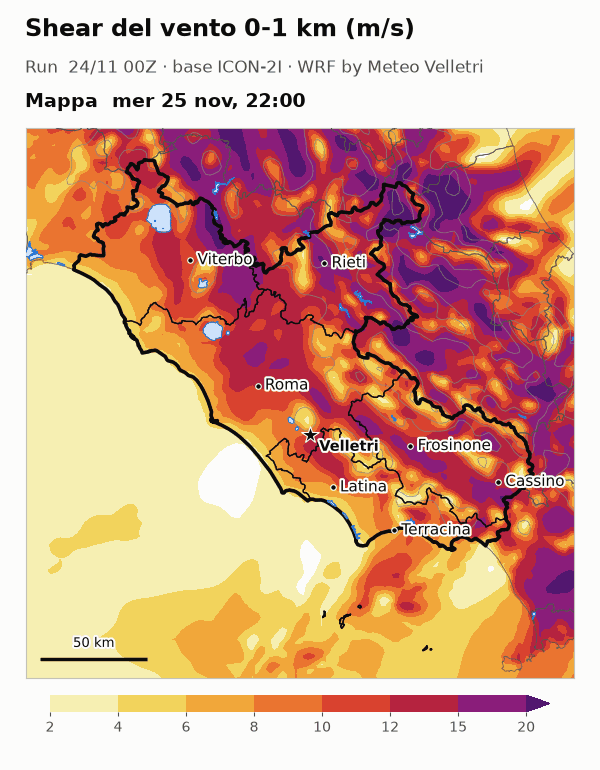 Shear del vento 0-1 km (m/s)
Run  24/11 00Z · base ICON-2I · WRF by Meteo Velletri
Mappa  mer 25 nov, 22:00
Viterbo
Rieti
Roma
Velletri
Frosinone
Latina
Cassino
Terracina
50 km
2 4 6 8 10 12 15 20